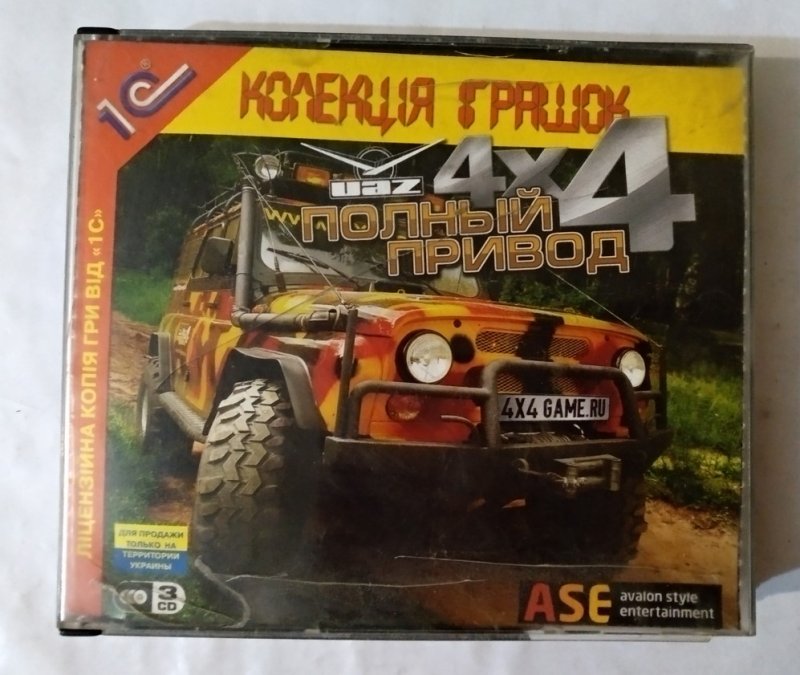 1С®
КОЛЕКЦІЯ ІГРАШОК
uaz 4x4
ПОЛНЫЙ
ПРИВОД
ЛІЦЕНЗІЙНА КОПІЯ ГРИ ВІД «1С»
4X4 GAME.RU
ДЛЯ ПРОДАЖИ
ТОЛЬКО НА
ТЕРРИТОРИИ
УКРАИНЫ
3
CD
ASE
avalon style
entertainment